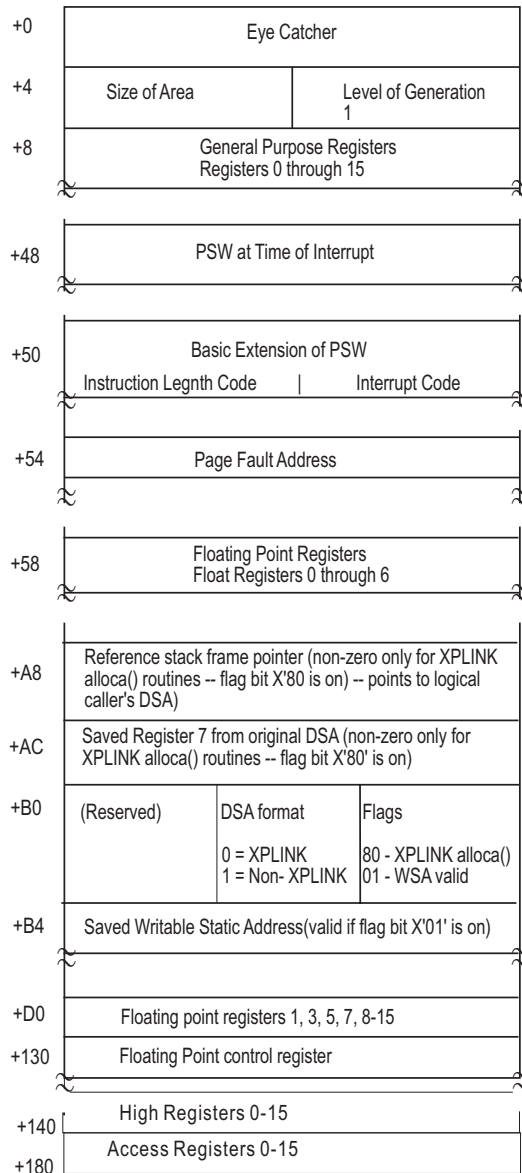 +0
Eye Catcher
+4
Size of Area
Level of Generation
1
+8
General Purpose Registers
Registers 0 through 15
+48
PSW at Time of Interrupt
+50
Basic Extension of PSW
Instruction Legnth Code | Interrupt Code
+54
Page Fault Address
+58
Floating Point Registers
Float Registers 0 through 6
+A8
Reference stack frame pointer (non-zero only for XPLINK
alloca() routines -- flag bit X'80 is on) -- points to logical
caller's DSA)
+AC
Saved Register 7 from original DSA (non-zero only for
XPLINK alloca() routines -- flag bit X'80' is on)
+B0
(Reserved)
DSA format
0 = XPLINK
1 = Non- XPLINK
Flags
80 - XPLINK alloca()
01 - WSA valid
+B4
Saved Writable Static Address(valid if flag bit X'01' is on)
+D0
Floating point registers 1, 3, 5, 7, 8-15
+130
Floating Point control register
+140
High Registers 0-15
Access Registers 0-15
+180